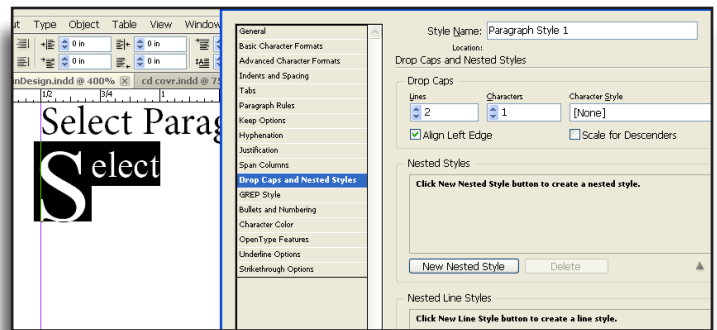 Type Object Table View Window
0 in 0 in
0 in 0 in
nDesign.indd @ 400% cd covr.indd @ 75
1/2 3/4 1
Select Parag
Select
General
Basic Character Formats
Advanced Character Formats
Indents and Spacing
Tabs
Paragraph Rules
Keep Options
Hyphenation
Justification
Span Columns
Drop Caps and Nested Styles
GREP Style
Bullets and Numbering
Character Color
OpenType Features
Underline Options
Strikethrough Options
Style Name: Paragraph Style 1
Location:
Drop Caps and Nested Styles
Drop Caps
Lines Characters Character Style
2 1 [None]
Align Left Edge Scale for Descenders
Nested Styles
Click New Nested Style button to create a nested style.
New Nested Style Delete
Nested Line Styles
Click New Line Style button to create a line style.